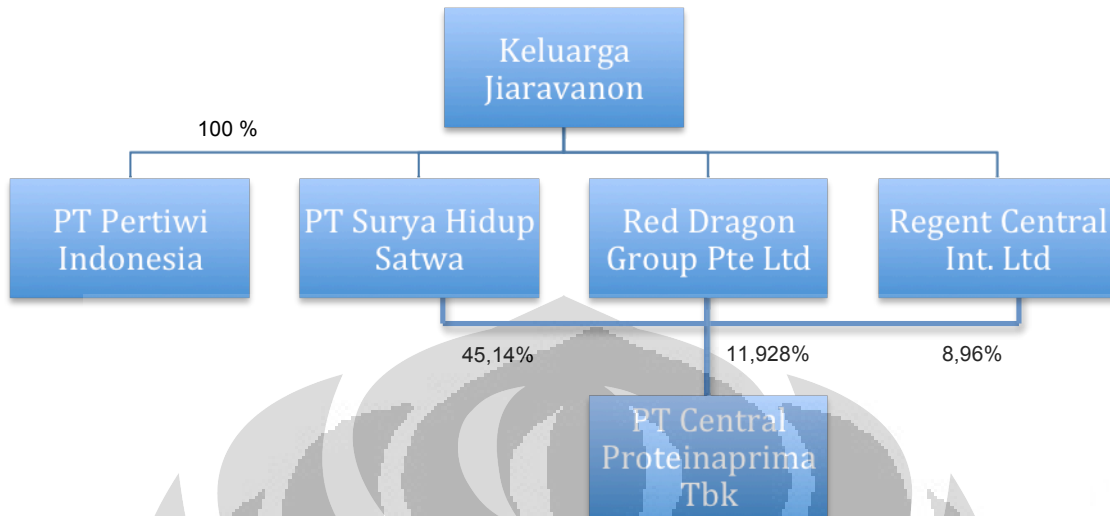 Keluarga
Jiaravanon
100 %
PT Pertiwi
Indonesia
PT Surya Hidup
Satwa
Red Dragon
Group Pte Ltd
Regent Central
Int. Ltd
45,14%
11,928%
8,96%
PT Central
Proteinaprima
Tbk